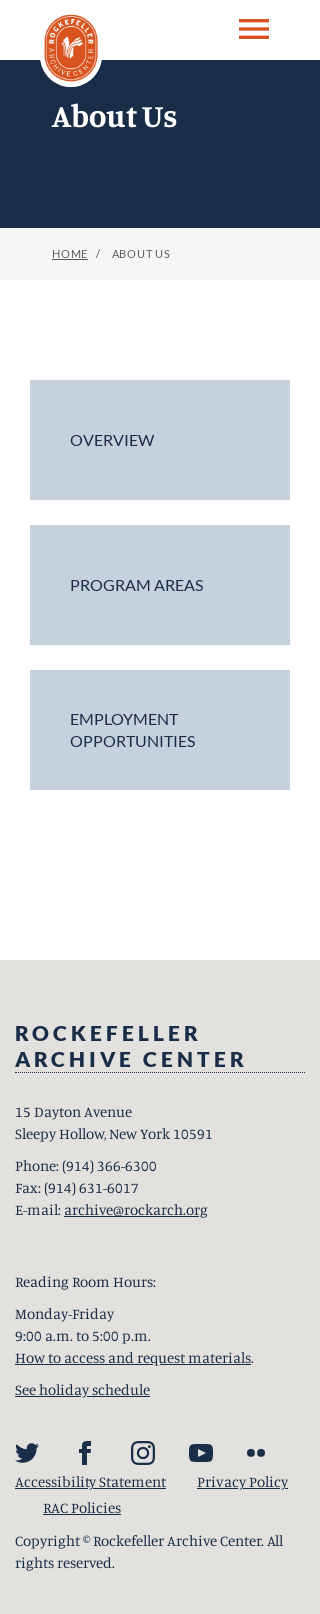 ROCKEFELLER
ARCHIVE CENTER
About Us
HOME / ABOUT US
OVERVIEW
PROGRAM AREAS
EMPLOYMENT
OPPORTUNITIES
ROCKEFELLER
ARCHIVE CENTER
15 Dayton Avenue
Sleepy Hollow, New York 10591
Phone: (914) 366-6300
Fax: (914) 631-6017
E-mail: archive@rockarch.org
Reading Room Hours:
Monday-Friday
9:00 a.m. to 5:00 p.m.
How to access and request materials.
See holiday schedule
Accessibility Statement Privacy Policy
RAC Policies
Copyright © Rockefeller Archive Center. All
rights reserved.